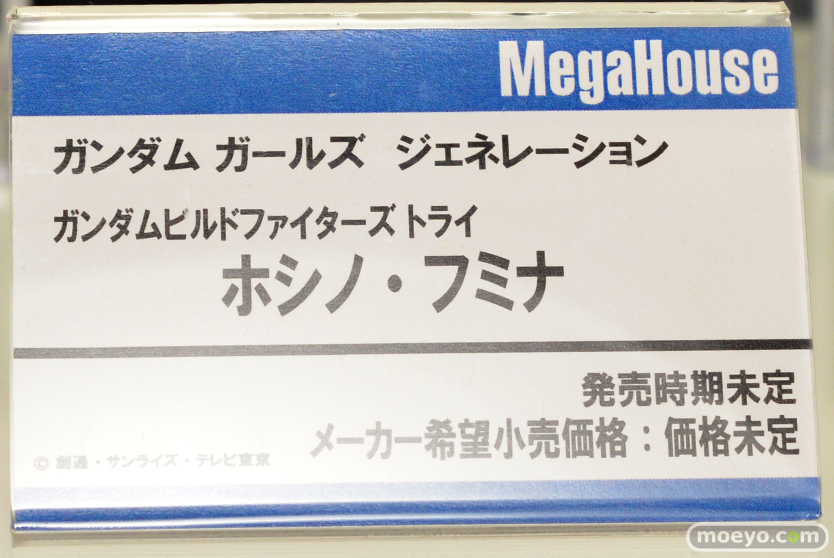 MegaHouse
ガンダム ガールズ ジェネレーション
ガンダムビルドファイターズ トライ
ホシノ・フミナ
発売時期未定
メーカー希望小売価格：価格未定
© 創通・サンライズ・テレビ東京
moeyo.com